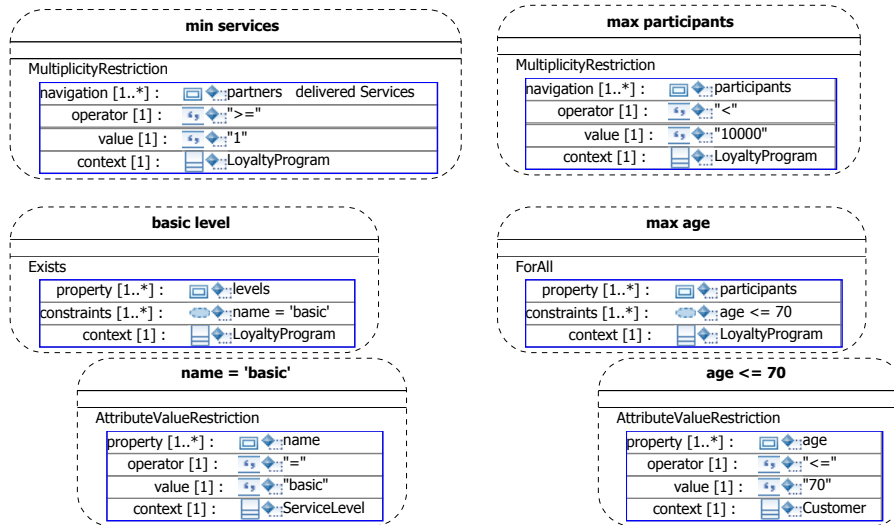 min services
MultiplicityRestriction
navigation [1..*] : partners delivered Services
operator [1] : ">="
value [1] : "1"
context [1] : LoyaltyProgram
max participants
MultiplicityRestriction
navigation [1..*] : participants
operator [1] : "<"
value [1] : "10000"
context [1] : LoyaltyProgram
basic level
Exists
property [1..*] : levels
constraints [1..*] : name = 'basic'
context [1] : LoyaltyProgram
max age
ForAll
property [1..*] : participants
constraints [1..*] : age <= 70
context [1] : LoyaltyProgram
name = 'basic'
AttributeValueRestriction
property [1..*] : name
operator [1] : "="
value [1] : "basic"
context [1] : ServiceLevel
age <= 70
AttributeValueRestriction
property [1..*] : age
operator [1] : "<="
value [1] : "70"
context [1] : Customer